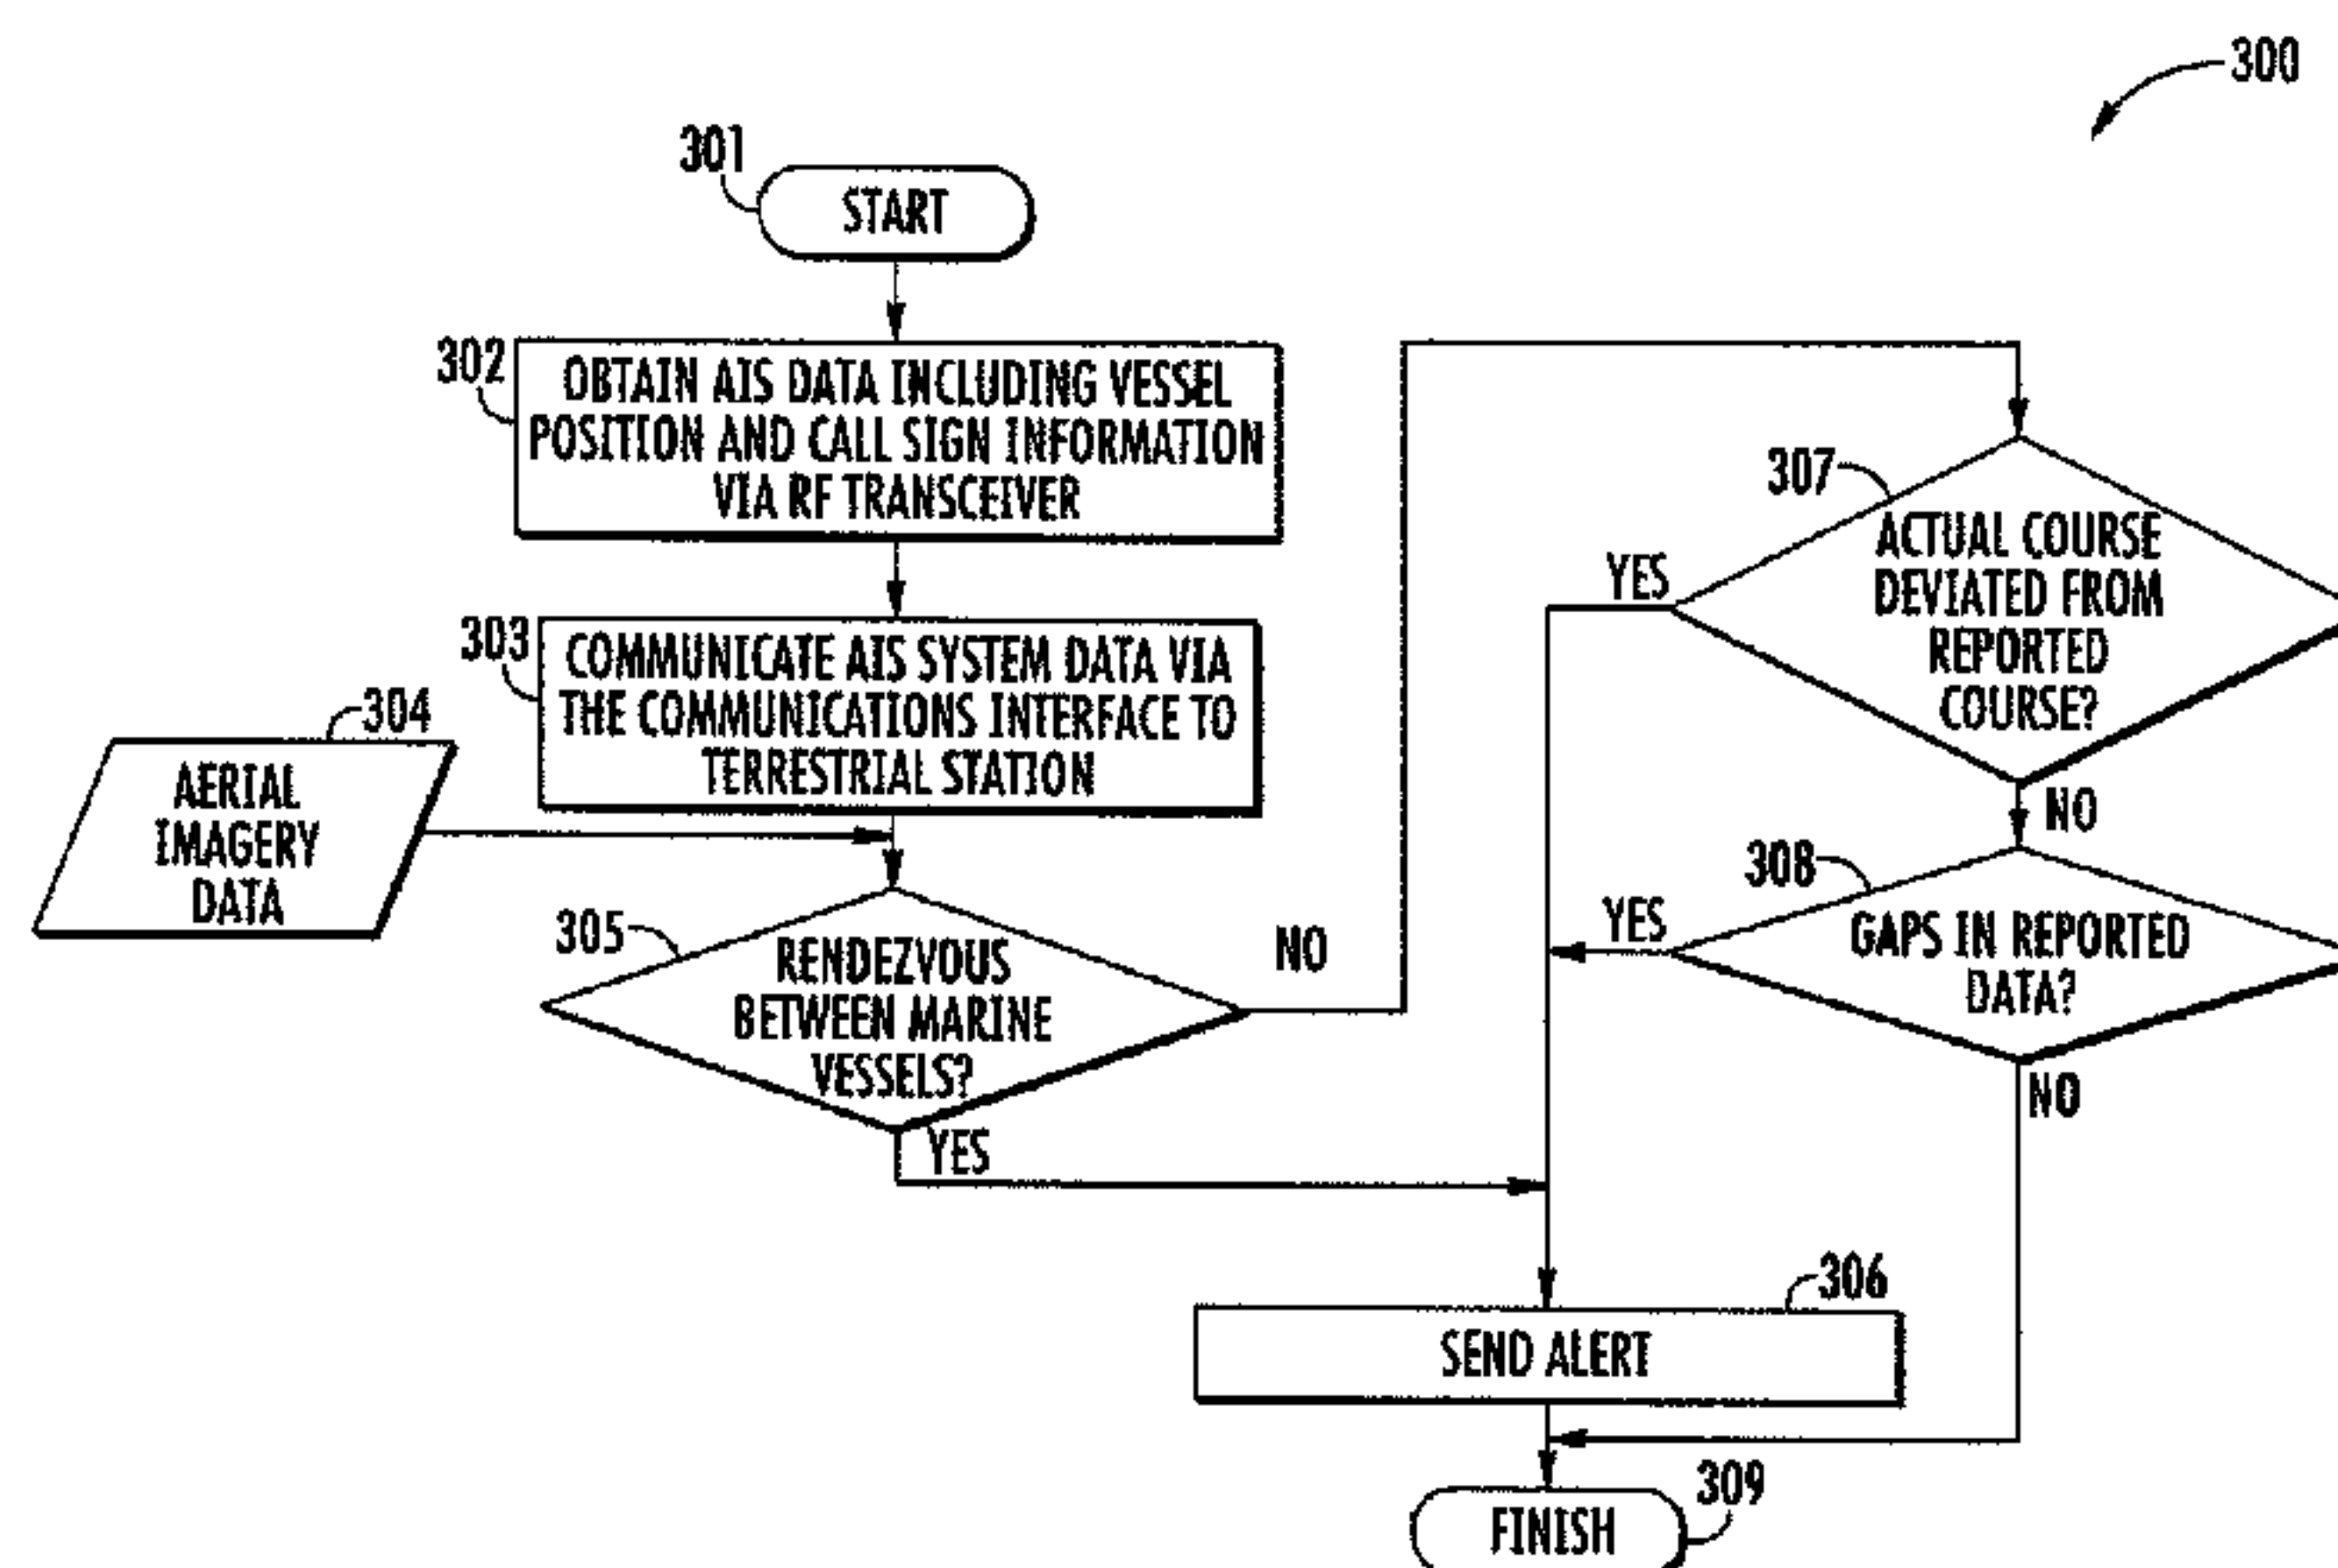 300
301
START
302
OBTAIN AIS DATA INCLUDING VESSEL
POSITION AND CALL SIGN INFORMATION
VIA RF TRANSCEIVER
303
COMMUNICATE AIS SYSTEM DATA VIA
THE COMMUNICATIONS INTERFACE TO
TERRESTRIAL STATION
304
AERIAL
IMAGERY
DATA
305
RENDEZVOUS
BETWEEN MARINE
VESSELS?
NO
YES
307
ACTUAL COURSE
DEVIATED FROM
REPORTED
COURSE?
YES
NO
308
GAPS IN REPORTED
DATA?
YES
NO
306
SEND ALERT
309
FINISH